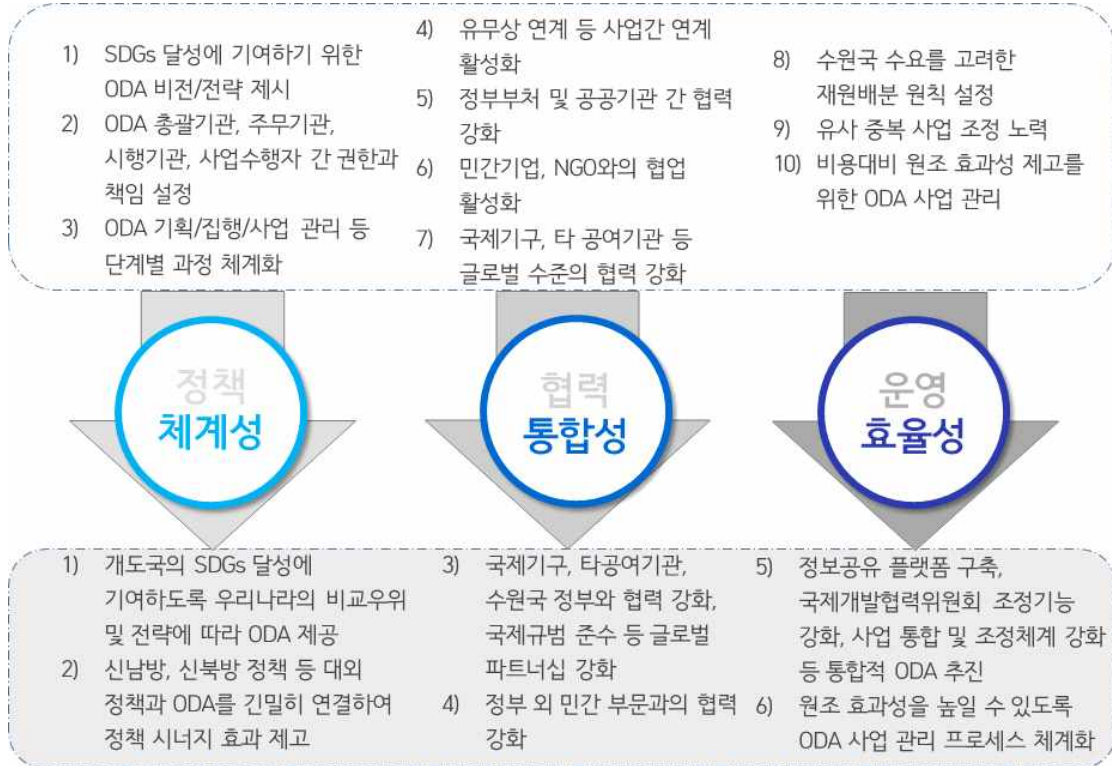 1) SDGs 달성에 기여하기 위한
ODA 비전/전략 제시
2) ODA 총괄기관, 주무기관,
시행기관, 사업수행자 간 권한과
책임 설정
3) ODA 기획/집행/사업 관리 등
단계별 과정 체계화
4) 유무상 연계 등 사업간 연계
활성화
5) 정부부처 및 공공기관 간 협력
강화
6) 민간기업, NGO와의 협업
활성화
7) 국제기구, 타 공여기관 등
글로벌 수준의 협력 강화
8) 수원국 수요를 고려한
재원배분 원칙 설정
9) 유사 중복 사업 조정 노력
10) 비용대비 원조 효과성 제고를
위한 ODA 사업 관리
정책
체계성
협력
통합성
운영
효율성
1) 개도국의 SDGs 달성에
기여하도록 우리나라의 비교우위
및 전략에 따라 ODA 제공
2) 신남방, 신북방 정책 등 대외
정책과 ODA를 긴밀히 연결하여
정책 시너지 효과 제고
3) 국제기구, 타공여기관,
수원국 정부와 협력 강화,
국제규범 준수 등 글로벌
파트너십 강화
4) 정부 외 민간 부문과의 협력
강화
5) 정보공유 플랫폼 구축,
국제개발협력위원회 조정기능
강화, 사업 통합 및 조정체계 강화
등 통합적 ODA 추진
6) 원조 효과성을 높일 수 있도록
ODA 사업 관리 프로세스 체계화